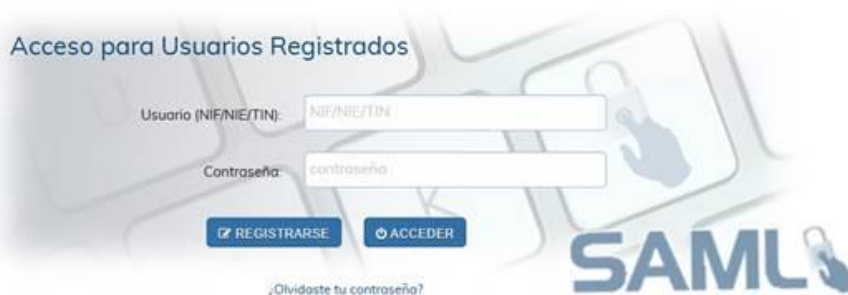 Acceso para Usuarios Registrados
Usuario (NIF/NIE/TIN): NIF/NIE/TIN
Contraseña: contraseña
REGISTRARSE ACCEDER
SAML
¿Olvidaste tu contraseña?